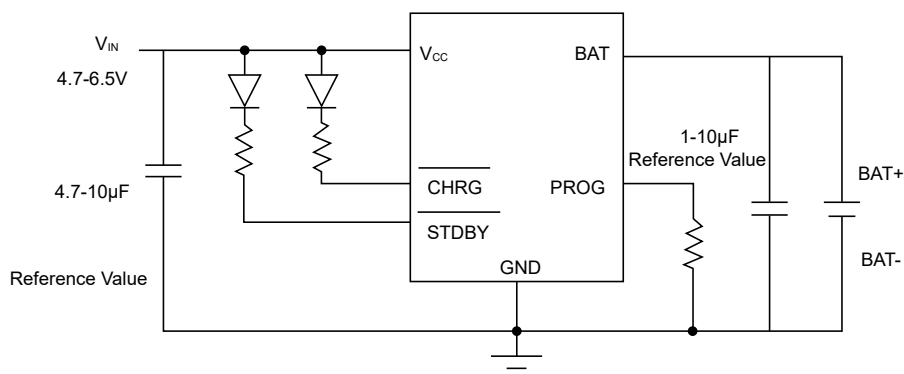 V_IN
4.7-6.5V
4.7-10μF
Reference Value
V_CC
CHRG
STDBY
GND
BAT
PROG
1-10μF
Reference Value
BAT+
BAT-